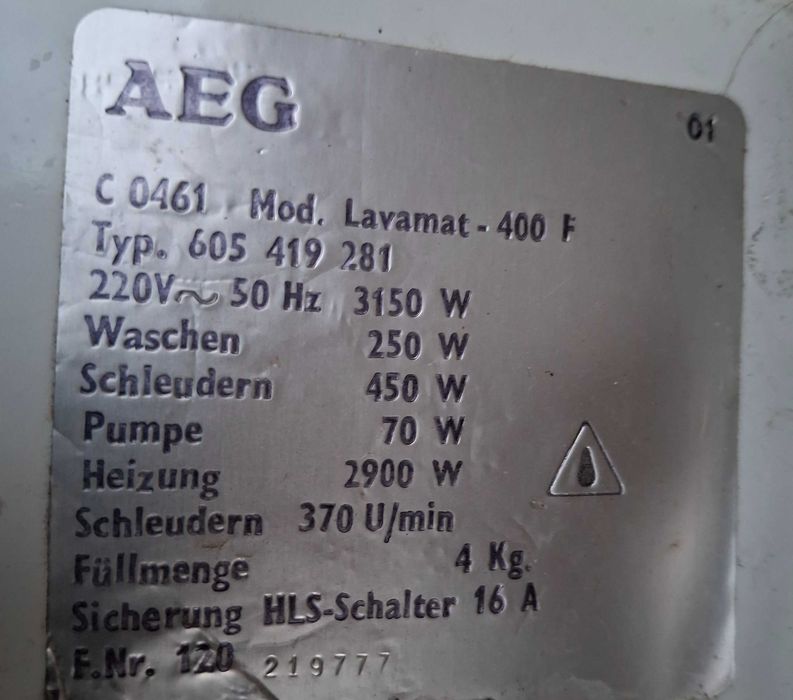 AEG
01
C 0461 Mod. Lavamat - 400 F
Typ. 605 419 281
220V~ 50 Hz 3150 W
Waschen 250 W
Schleudern 450 W
Pumpe 70 W
Heizung 2900 W
Schleudern 370 U/min
Füllmenge 4 Kg.
Sicherung HLS-Schalter 16 A
F.Nr. 120 219777